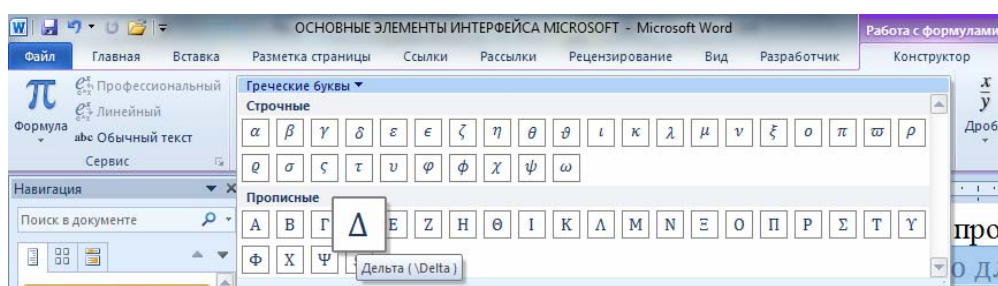 ОСНОВНЫЕ ЭЛЕМЕНТЫ ИНТЕРФЕЙСА MICROSOFT - Microsoft Word
Работа с формулами
Файл Главная Вставка Разметка страницы Ссылки Рассылки Рецензирование Вид Разработчик Конструктор
π Формула
Профессиональный
Линейный
abc Обычный текст
Сервис
Греческие буквы
Строчные
α β γ δ ε ϵ ζ η θ ϑ ι κ λ μ ν ξ ο π ϖ ρ
ϱ σ ς τ υ φ ϕ χ ψ ω
Прописные
Α Β Γ Δ Ε Ζ Η Θ Ι Κ Λ Μ Ν Ξ Ο Π Ρ Σ Τ Υ
Φ Χ Ψ
Дельта ( \Delta )
x
y
Дроб
Навигация
Поиск в документе
про
о д